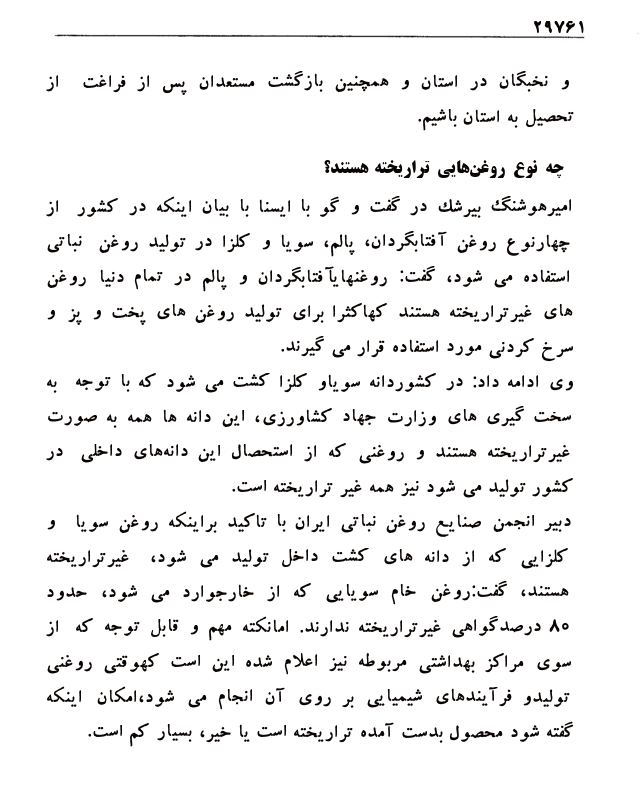 ۲۹۷۶۱
و نخبگان در استان و همچنین بازگشت مستعدان پس از فراغت از
تحصیل به استان باشیم.
چه نوع روغن‌هایی تراریخته هستند؟
امیرهوشنگ بیرشك در گفت و گو با ایسنا با بیان اینکه در کشور از
چهارنوع روغن آفتابگردان، پالم، سویا و کلزا در تولید روغن نباتی
استفاده می شود، گفت: روغنهایآفتابگردان و پالم در تمام دنیا روغن
های غیرتراریخته هستند کهاکثرا برای تولید روغن های پخت و پز و
سرخ کردنی مورد استفاده قرار می گیرند.
وی ادامه داد: در کشوردانه سویاو کلزا کشت می شود که با توجه به
سخت گیری های وزارت جهاد کشاورزی، این دانه ها همه به صورت
غیرتراریخته هستند و روغنی که از استحصال این دانه‌های داخلی در
کشور تولید می شود نیز همه غیر تراریخته است.
دبیر انجمن صنایع روغن نباتی ایران با تاکید براینکه روغن سویا و
کلزایی که از دانه های کشت داخل تولید می شود، غیرتراریخته
هستند، گفت:روغن خام سویایی که از خارجوارد می شود، حدود
۸۰ درصدگواهی غیرتراریخته ندارند. امانکته مهم و قابل توجه که از
سوی مراکز بهداشتی مربوطه نیز اعلام شده این است کهوقتی روغنی
تولیدو فرآیندهای شیمیایی بر روی آن انجام می شود،امکان اینکه
گفته شود محصول بدست آمده تراریخته است یا خیر، بسیار کم است.